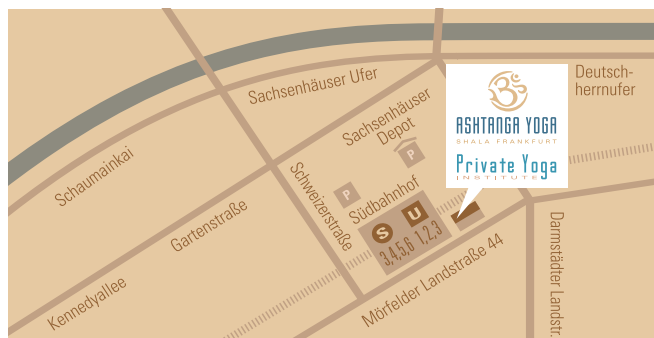 Deutsch-
herrnufer
Sachsenhäuser Ufer
Sachsenhäuser
Depot
P
ASHTANGA YOGA
SHALA FRANKFURT
Private Yoga
INSTITUTE
Schaumainkai
Schweizerstraße
P
Südbahnhof
S U
3,4,5,6 1,2,3
Gartenstraße
Kennedyallee
Mörfelder Landstraße 44
Darmstädter Landstr.